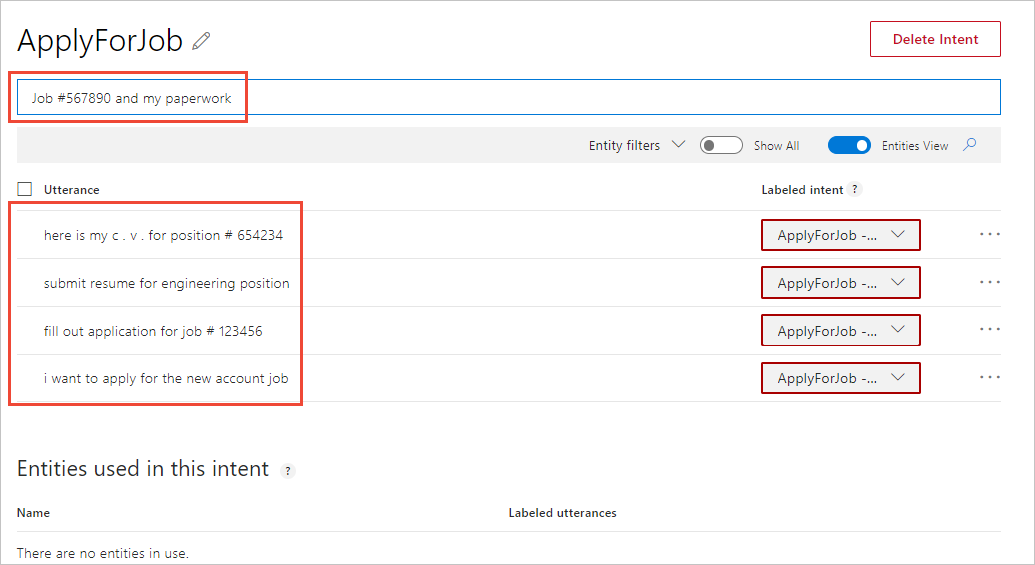 ApplyForJob
Delete Intent
Job #567890 and my paperwork
Entity filters Show All Entities View
Utterance Labeled intent ?
here is my c . v . for position # 654234 ApplyForJob -... ...
submit resume for engineering position ApplyForJob -... ...
fill out application for job # 123456 ApplyForJob -... ...
i want to apply for the new account job ApplyForJob -... ...
Entities used in this intent ?
Name Labeled utterances
There are no entities in use.